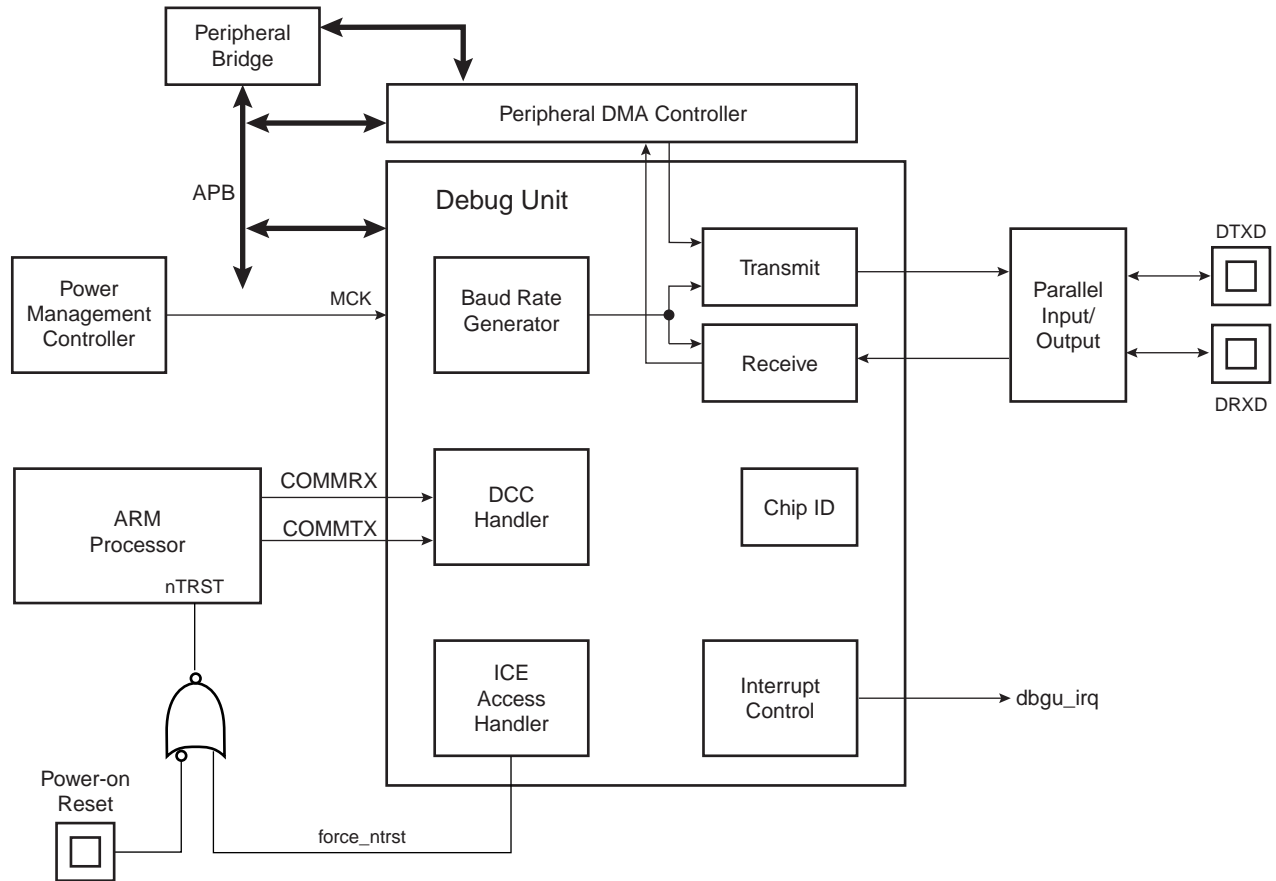 Peripheral
Bridge
Peripheral DMA Controller
APB
Debug Unit
DTXD
Power
Management
Controller
MCK
Baud Rate
Generator
Transmit
Receive
Parallel
Input/
Output
DRXD
ARM
Processor
nTRST
COMMRX
COMMTX
DCC
Handler
Chip ID
ICE
Access
Handler
Interrupt
Control
dbgu_irq
Power-on
Reset
force_ntrst